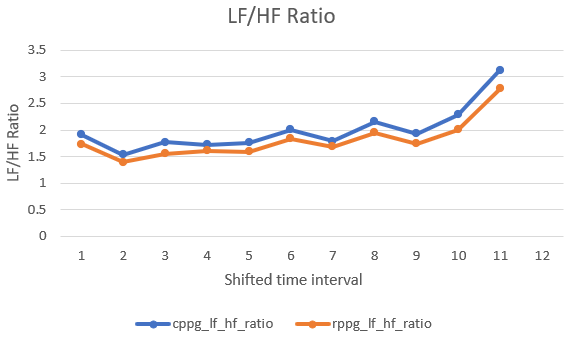 LF/HF Ratio
3.5
3
2.5
2
1.5
1
0.5
0
LF/HF Ratio
1 2 3 4 5 6 7 8 9 10 11 12
Shifted time interval
cppg_lf_hf_ratio rppg_lf_hf_ratio